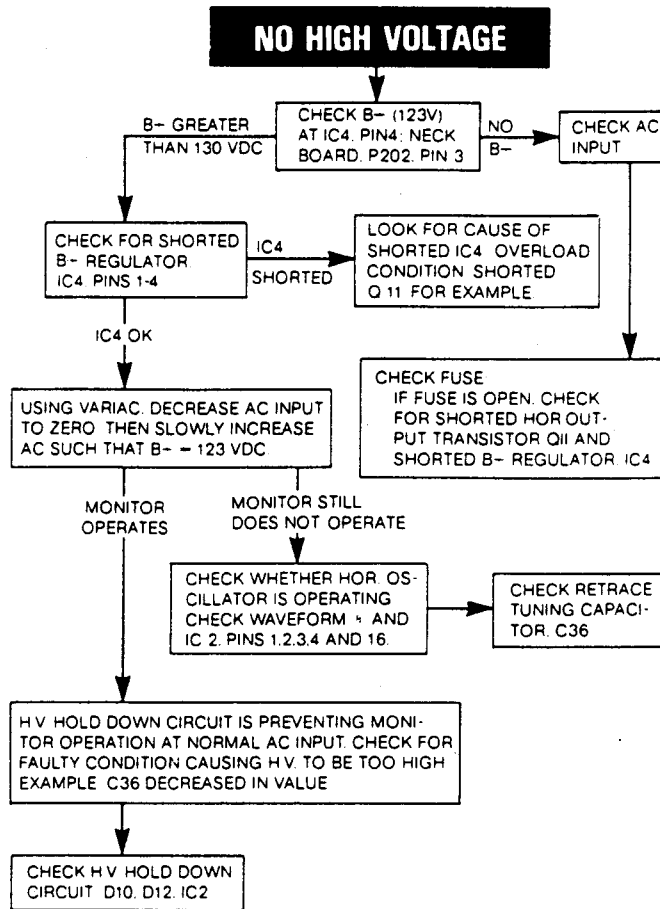 NO HIGH VOLTAGE
CHECK B+ (123V)
AT IC4, PIN4; NECK
BOARD, P202, PIN 3
B+ GREATER
THAN 130 VDC
NO
B+
CHECK AC
INPUT
CHECK FOR SHORTED
B+ REGULATOR
IC4 PINS 1-4
IC4
SHORTED
LOOK FOR CAUSE OF
SHORTED IC4 OVERLOAD
CONDITION SHORTED
Q 11 FOR EXAMPLE
IC4 OK
CHECK FUSE
IF FUSE IS OPEN. CHECK
FOR SHORTED HOR OUT-
PUT TRANSISTOR Q11 AND
SHORTED B+ REGULATOR. IC4
USING VARIAC. DECREASE AC INPUT
TO ZERO THEN SLOWLY INCREASE
AC SUCH THAT B+ = 123 VDC
MONITOR
OPERATES
MONITOR STILL
DOES NOT OPERATE
CHECK WHETHER HOR. OS-
CILLATOR IS OPERATING
CHECK WAVEFORM AND
IC 2. PINS 1,2,3,4 AND 16.
CHECK RETRACE
TUNING CAPACI-
TOR. C36
H V HOLD DOWN CIRCUIT IS PREVENTING MONI-
TOR OPERATION AT NORMAL AC INPUT. CHECK FOR
FAULTY CONDITION CAUSING H V. TO BE TOO HIGH
EXAMPLE C36 DECREASED IN VALUE
CHECK H V HOLD DOWN
CIRCUIT D10, D12, IC2